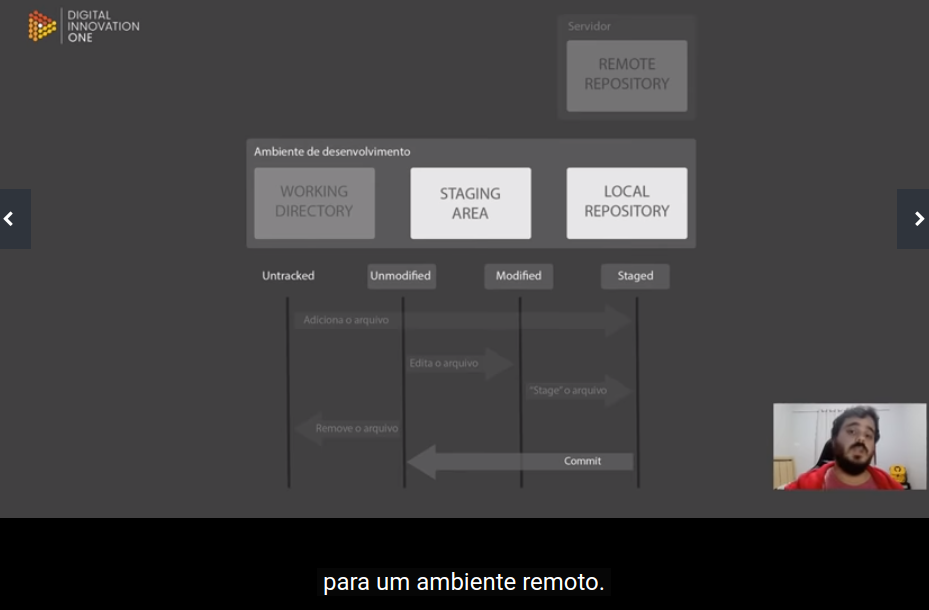 DIGITAL
INNOVATION
ONE
Servidor
REMOTE
REPOSITORY
Ambiente de desenvolvimento
WORKING
DIRECTORY
STAGING
AREA
LOCAL
REPOSITORY
Untracked
Unmodified
Modified
Staged
Adiciona o arquivo
Edita o arquivo
"Stage" o arquivo
Remove o arquivo
Commit
para um ambiente remoto.